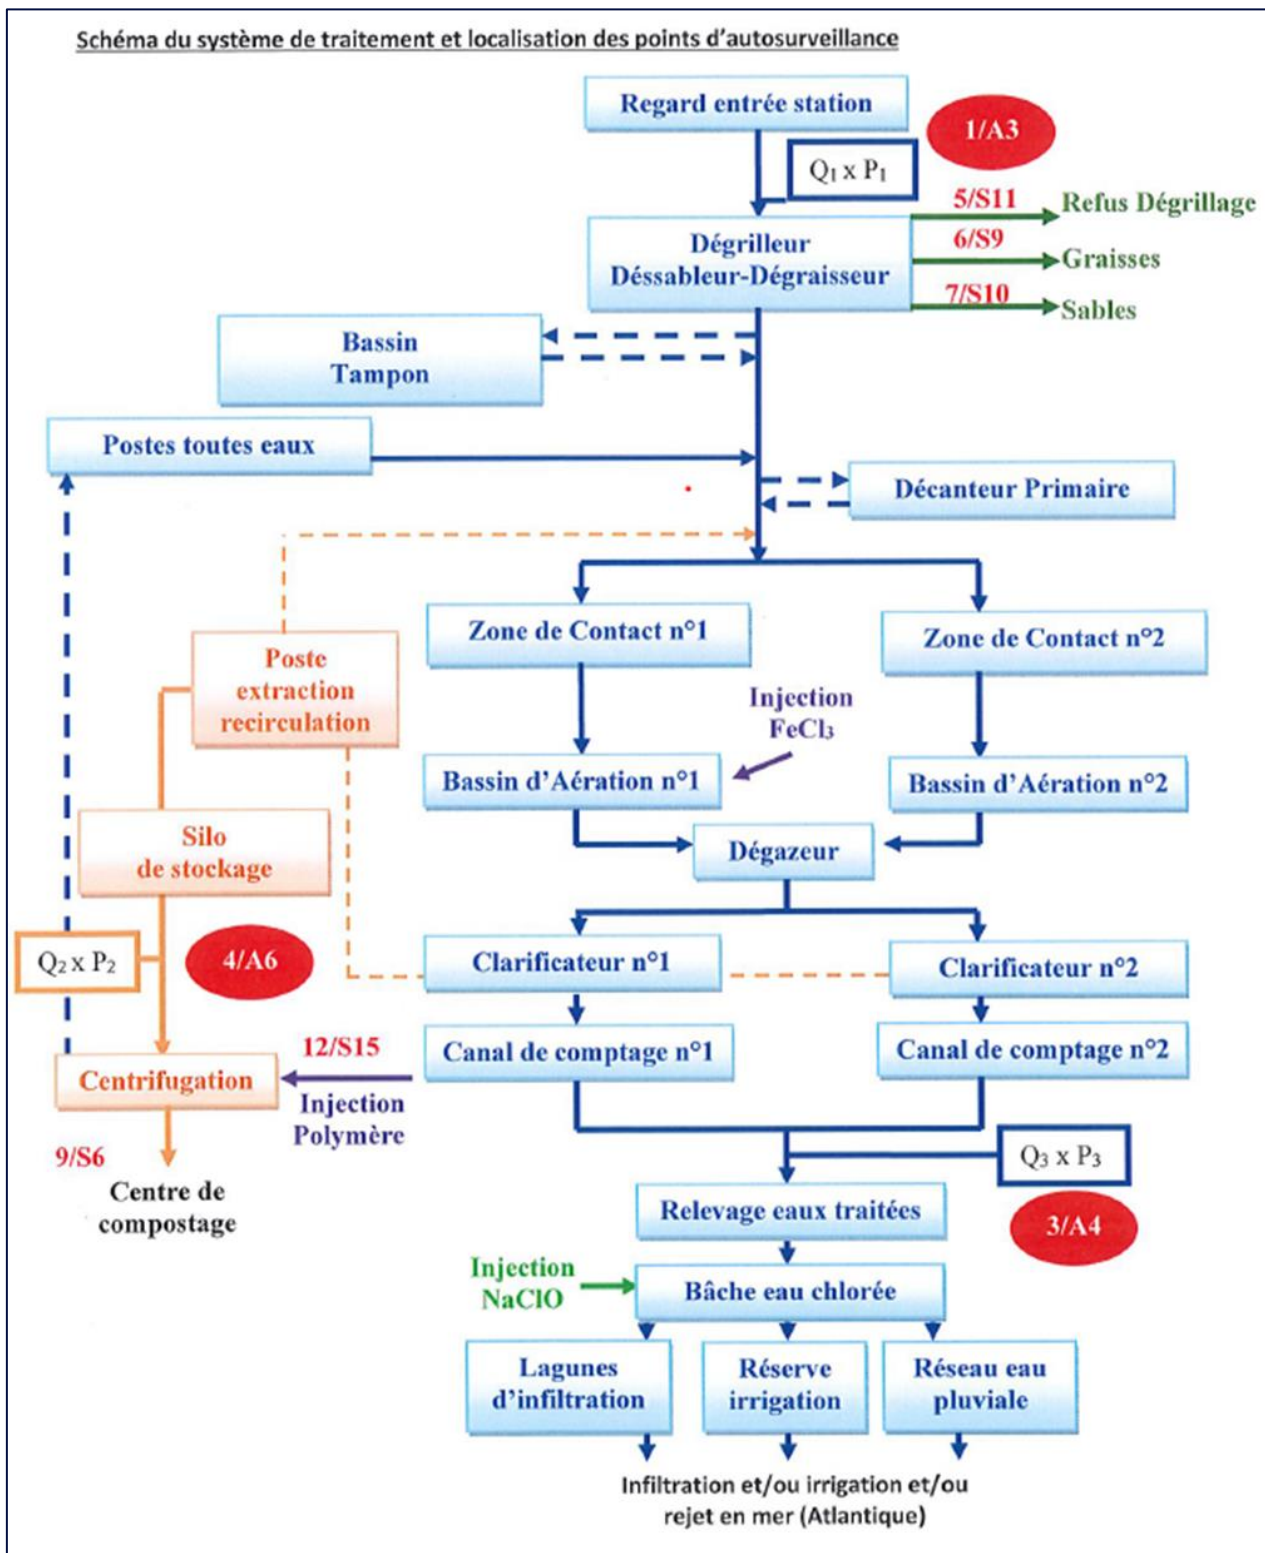 Schéma du système de traitement et localisation des points d'autosurveillance
Regard entrée station
1/A3
Q₁ x P₁
5/S11
Refus Dégrillage
Dégrilleur
Déssableur-Dégraisseur
6/S9
Graisses
7/S10
Sables
Bassin
Tampon
Postes toutes eaux
Décanteur Primaire
Zone de Contact n°1
Zone de Contact n°2
Poste
extraction
recirculation
Injection
FeCl₃
Bassin d'Aération n°1
Bassin d'Aération n°2
Silo
de stockage
Dégazeur
Q₂ x P₂
4/A6
Clarificateur n°1
Clarificateur n°2
12/S15
Canal de comptage n°1
Canal de comptage n°2
Centrifugation
Injection
Polymère
9/S6
Centre de
compostage
Q₃ x P₃
Relevage eaux traitées
3/A4
Injection
NaClO
Bâche eau chlorée
Lagunes
d'infiltration
Réserve
irrigation
Réseau eau
pluviale
Infiltration et/ou irrigation et/ou
rejet en mer (Atlantique)